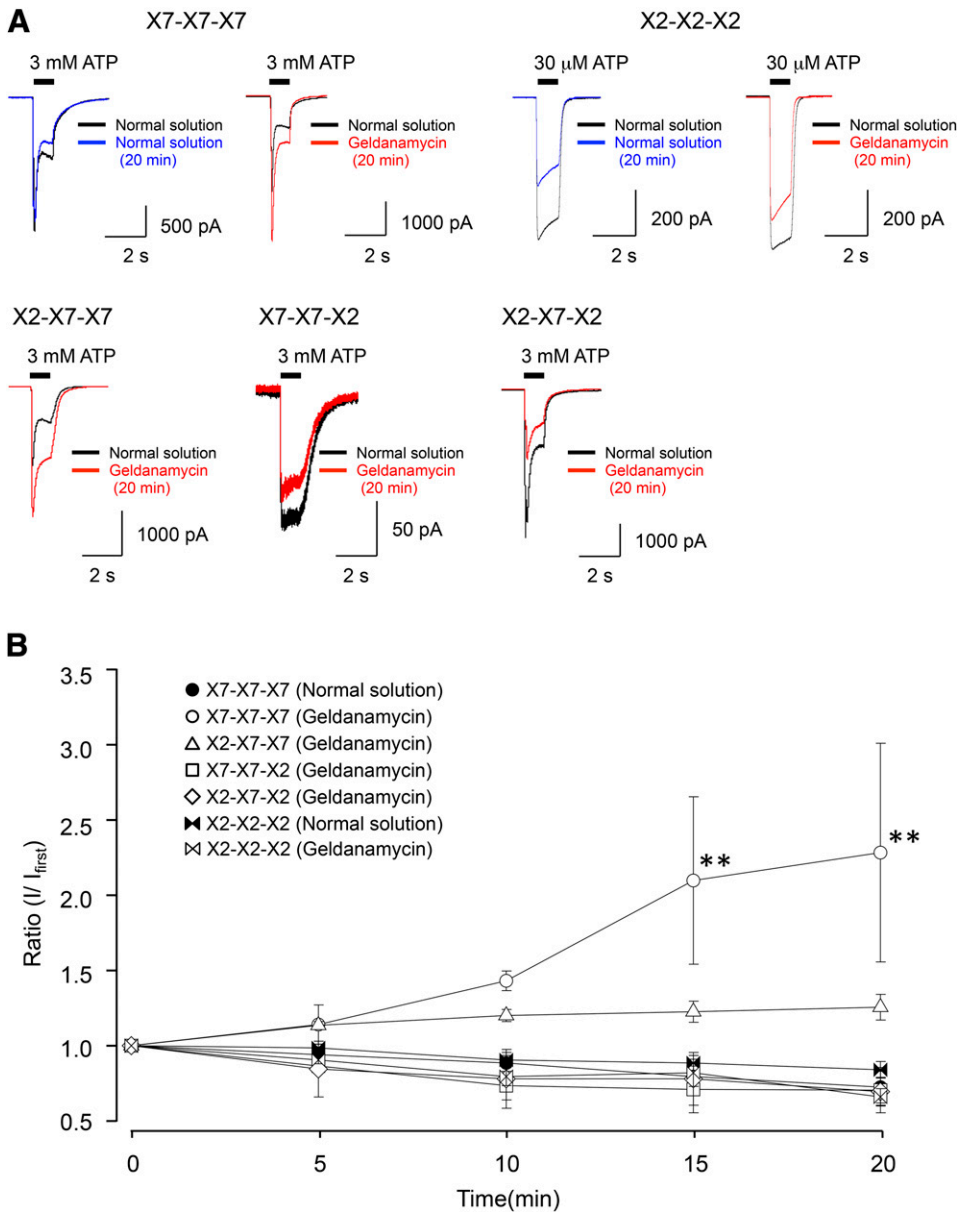 A
X7-X7-X7
X2-X2-X2
3 mM ATP
3 mM ATP
30 μM ATP
30 μM ATP
Normal solution
Normal solution
(20 min)
Normal solution
Geldanamycin
(20 min)
Normal solution
Normal solution
(20 min)
Normal solution
Geldanamycin
(20 min)
500 pA
2 s
1000 pA
2 s
200 pA
2 s
200 pA
2 s
X2-X7-X7
X7-X7-X2
X2-X7-X2
3 mM ATP
3 mM ATP
3 mM ATP
Normal solution
Geldanamycin
(20 min)
Normal solution
Geldanamycin
(20 min)
Normal solution
Geldanamycin
(20 min)
1000 pA
2 s
50 pA
2 s
1000 pA
2 s
B
3.5
3.0
2.5
2.0
1.5
1.0
0.5
Ratio (I/ I_first)
X7-X7-X7 (Normal solution)
X7-X7-X7 (Geldanamycin)
X2-X7-X7 (Geldanamycin)
X7-X7-X2 (Geldanamycin)
X2-X7-X2 (Geldanamycin)
X2-X2-X2 (Normal solution)
X2-X2-X2 (Geldanamycin)
**
**
0 5 10 15 20
Time(min)